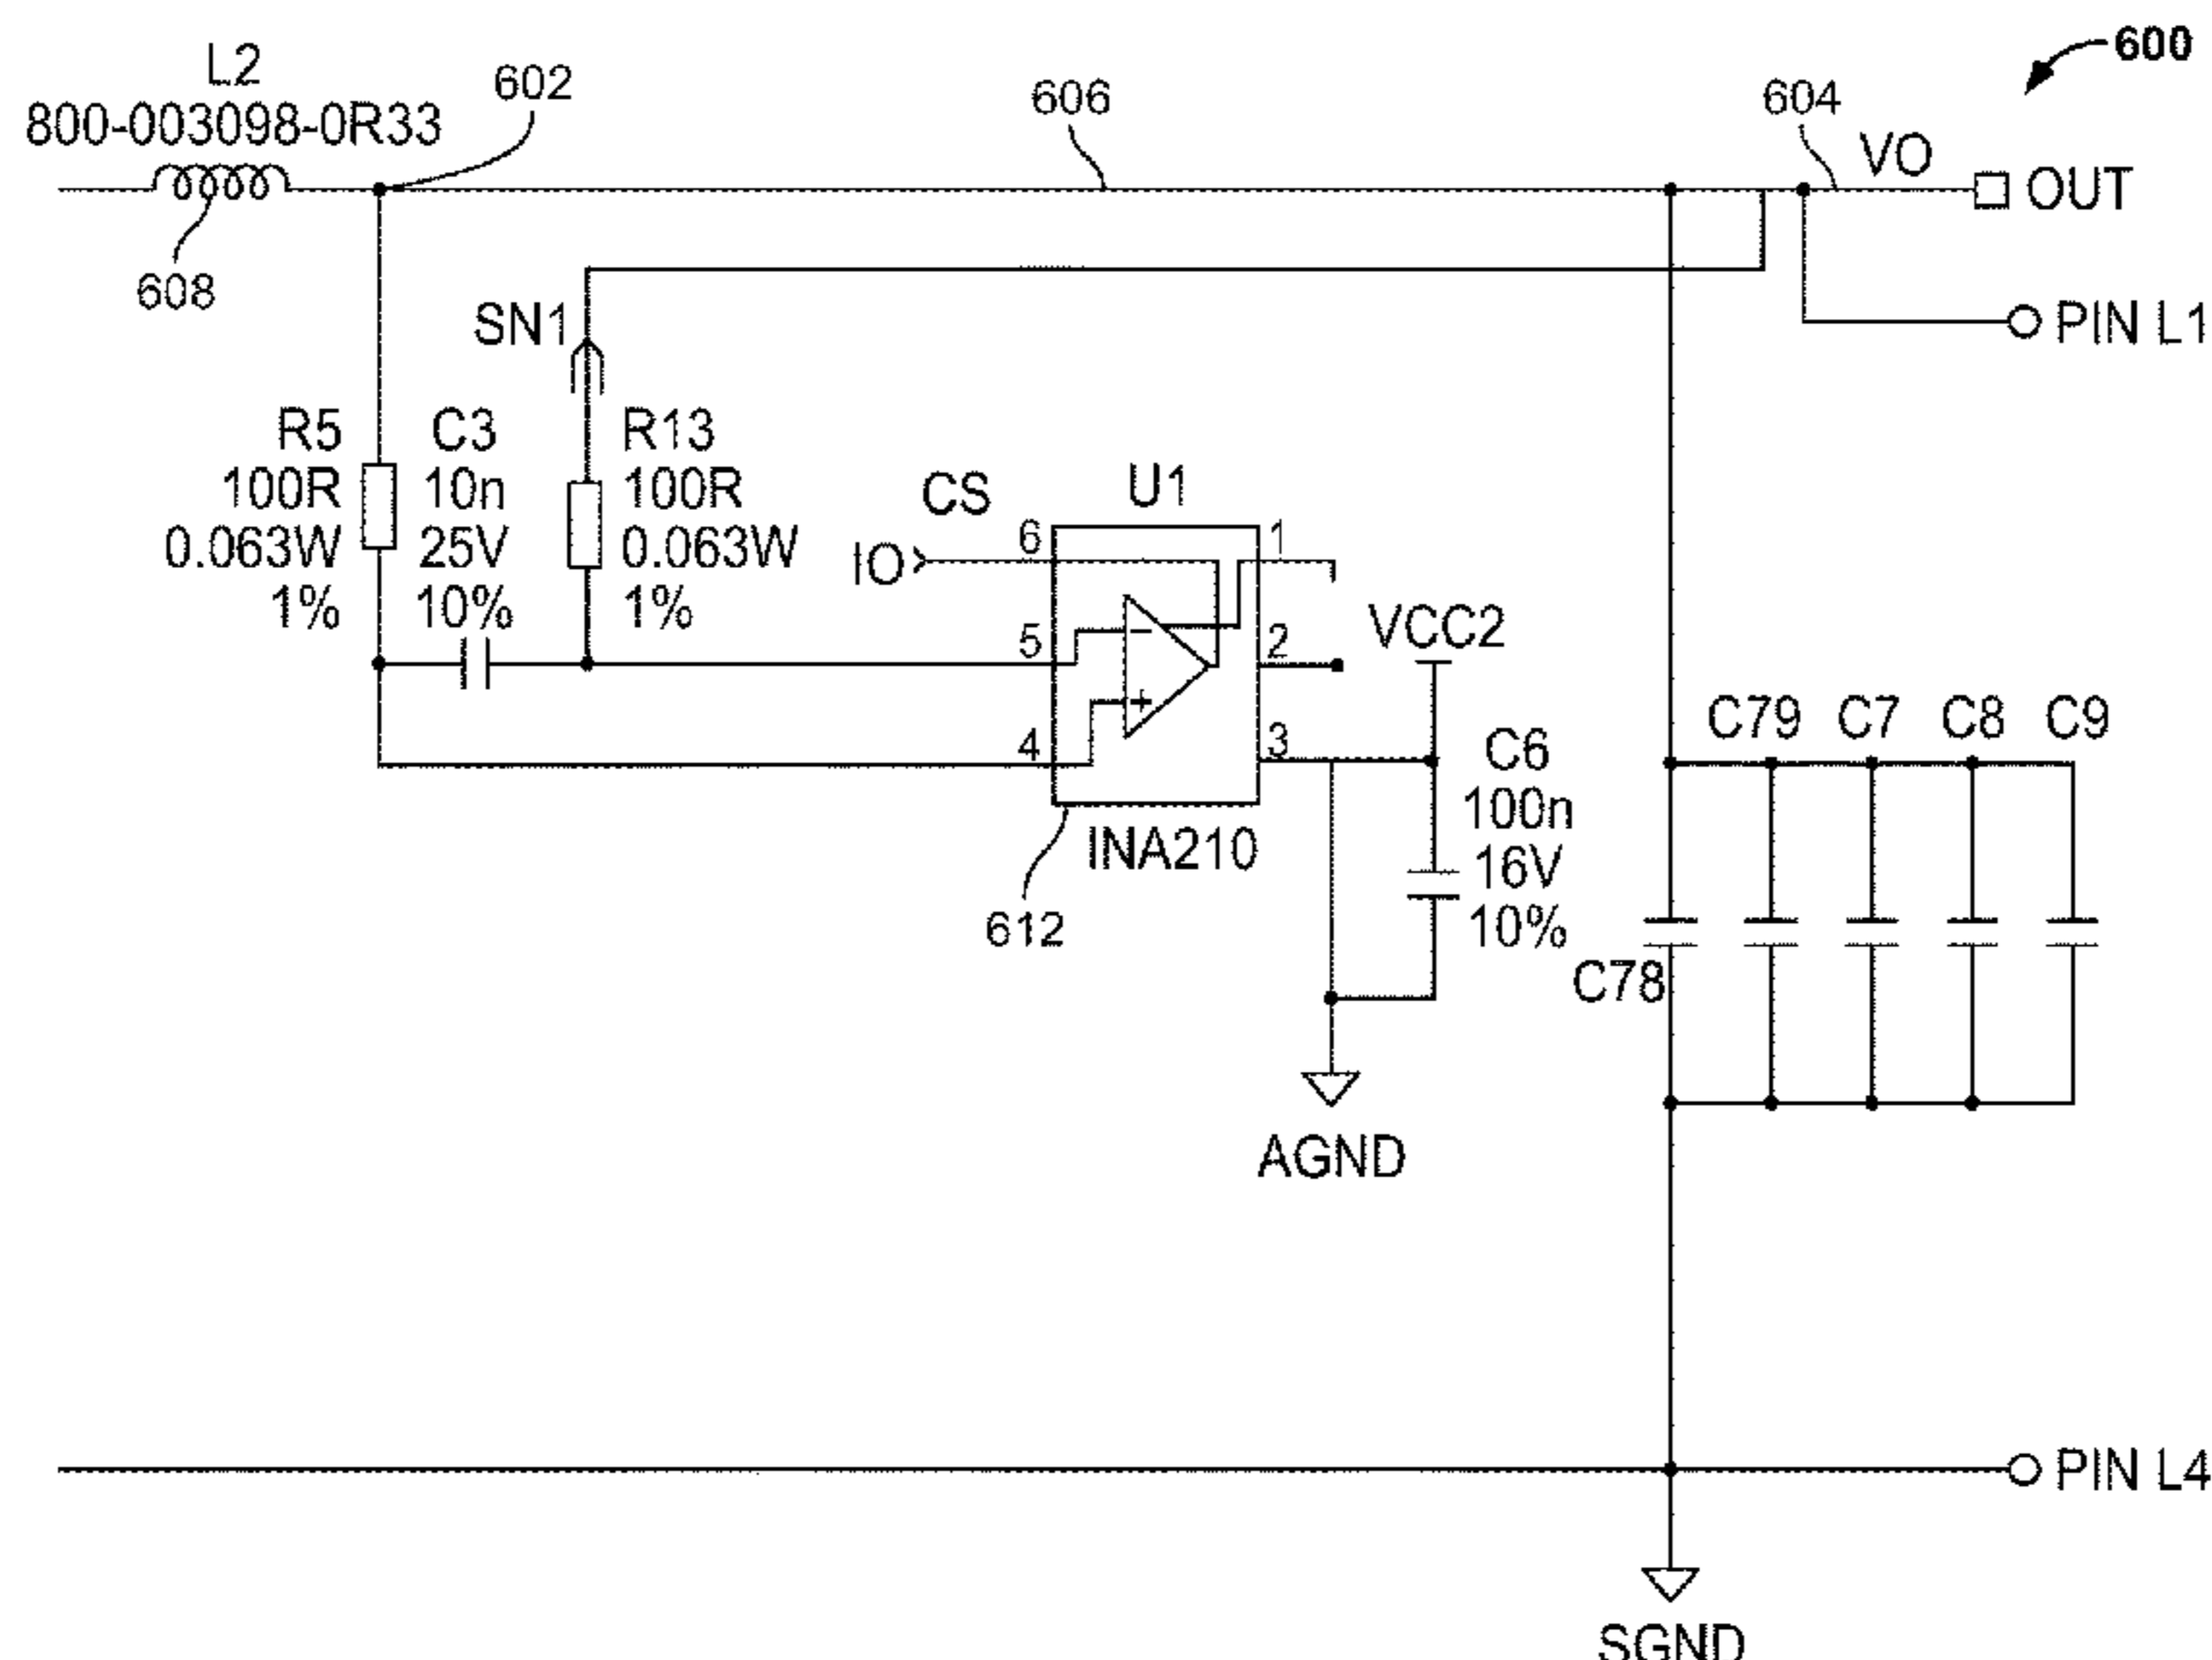 600
L2
800-003098-0R33
602
606
604
VO
OUT
608
SN1
PIN L1
R5
100R
0.063W
1%
C3
10n
25V
10%
R13
100R
0.063W
1%
CS
IO
U1
6
5
4
1
2
3
INA210
612
VCC2
C6
100n
16V
10%
C79
C7
C8
C9
C78
AGND
PIN L4
SGND